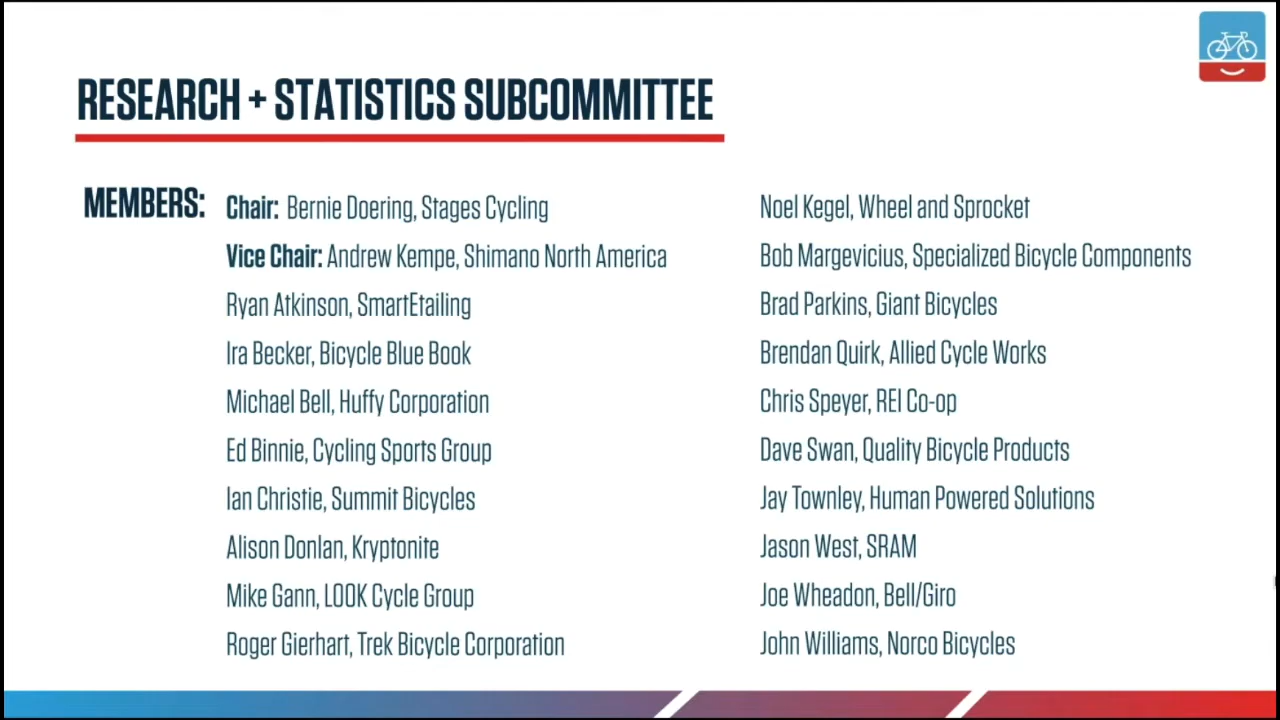 RESEARCH + STATISTICS SUBCOMMITTEE
MEMBERS:
Chair: Bernie Doering, Stages Cycling
Vice Chair: Andrew Kempe, Shimano North America
Ryan Atkinson, SmartEtailing
Ira Becker, Bicycle Blue Book
Michael Bell, Huffy Corporation
Ed Binnie, Cycling Sports Group
Ian Christie, Summit Bicycles
Alison Donlan, Kryptonite
Mike Gann, LOOK Cycle Group
Roger Gierhart, Trek Bicycle Corporation
Noel Kegel, Wheel and Sprocket
Bob Margevicius, Specialized Bicycle Components
Brad Parkins, Giant Bicycles
Brendan Quirk, Allied Cycle Works
Chris Speyer, REI Co-op
Dave Swan, Quality Bicycle Products
Jay Townley, Human Powered Solutions
Jason West, SRAM
Joe Wheadon, Bell/Giro
John Williams, Norco Bicycles